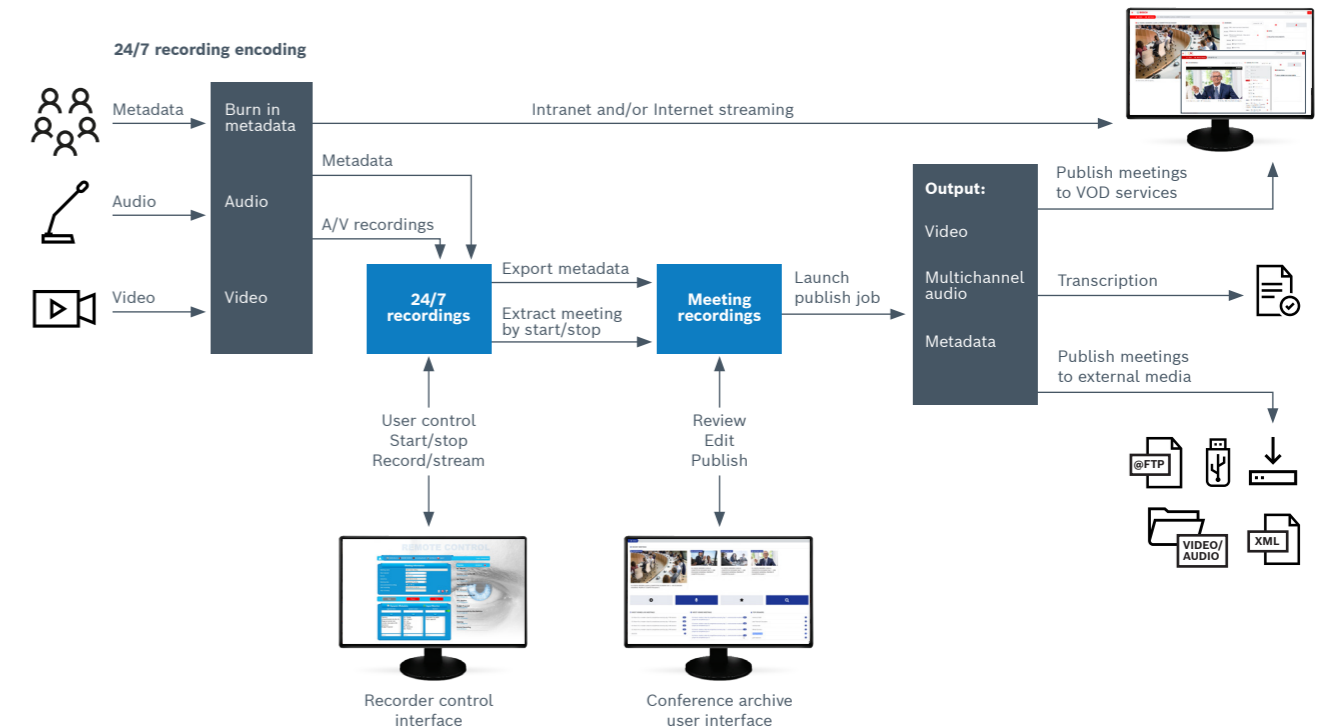 24/7 recording encoding
Metadata
Burn in
metadata
Intranet and/or Internet streaming
Metadata
Audio
Audio
A/V recordings
Video
Video
24/7
recordings
Export metadata
Extract meeting
by start/stop
Meeting
recordings
Launch
publish job
Output:
Video
Multichannel
audio
Metadata
Publish meetings
to VOD services
Transcription
Publish meetings
to external media
@FTP
VIDEO/
AUDIO
XML
User control
Start/stop
Record/stream
Review
Edit
Publish
REMOTE CONTROL
Recorder control
interface
Conference archive
user interface